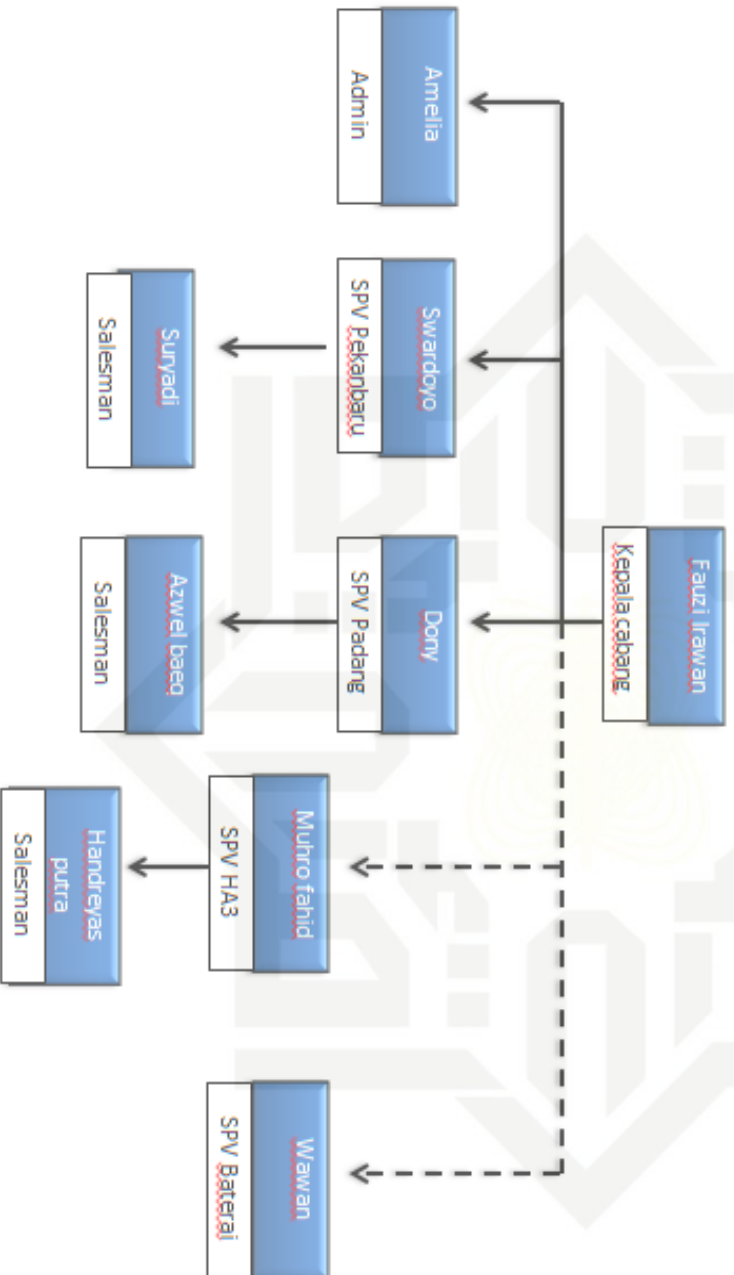 Fauzi Irawan
Kepala cabang
Amelia
Admin
Swardoyo
SPV Pekanbaru
Dony
SPV Padang
Muhro fahid
SPV HA3
Wawan
SPV Baterai
Suryadi
Salesman
Azwel baeq
Salesman
Handreyas
putra
Salesman